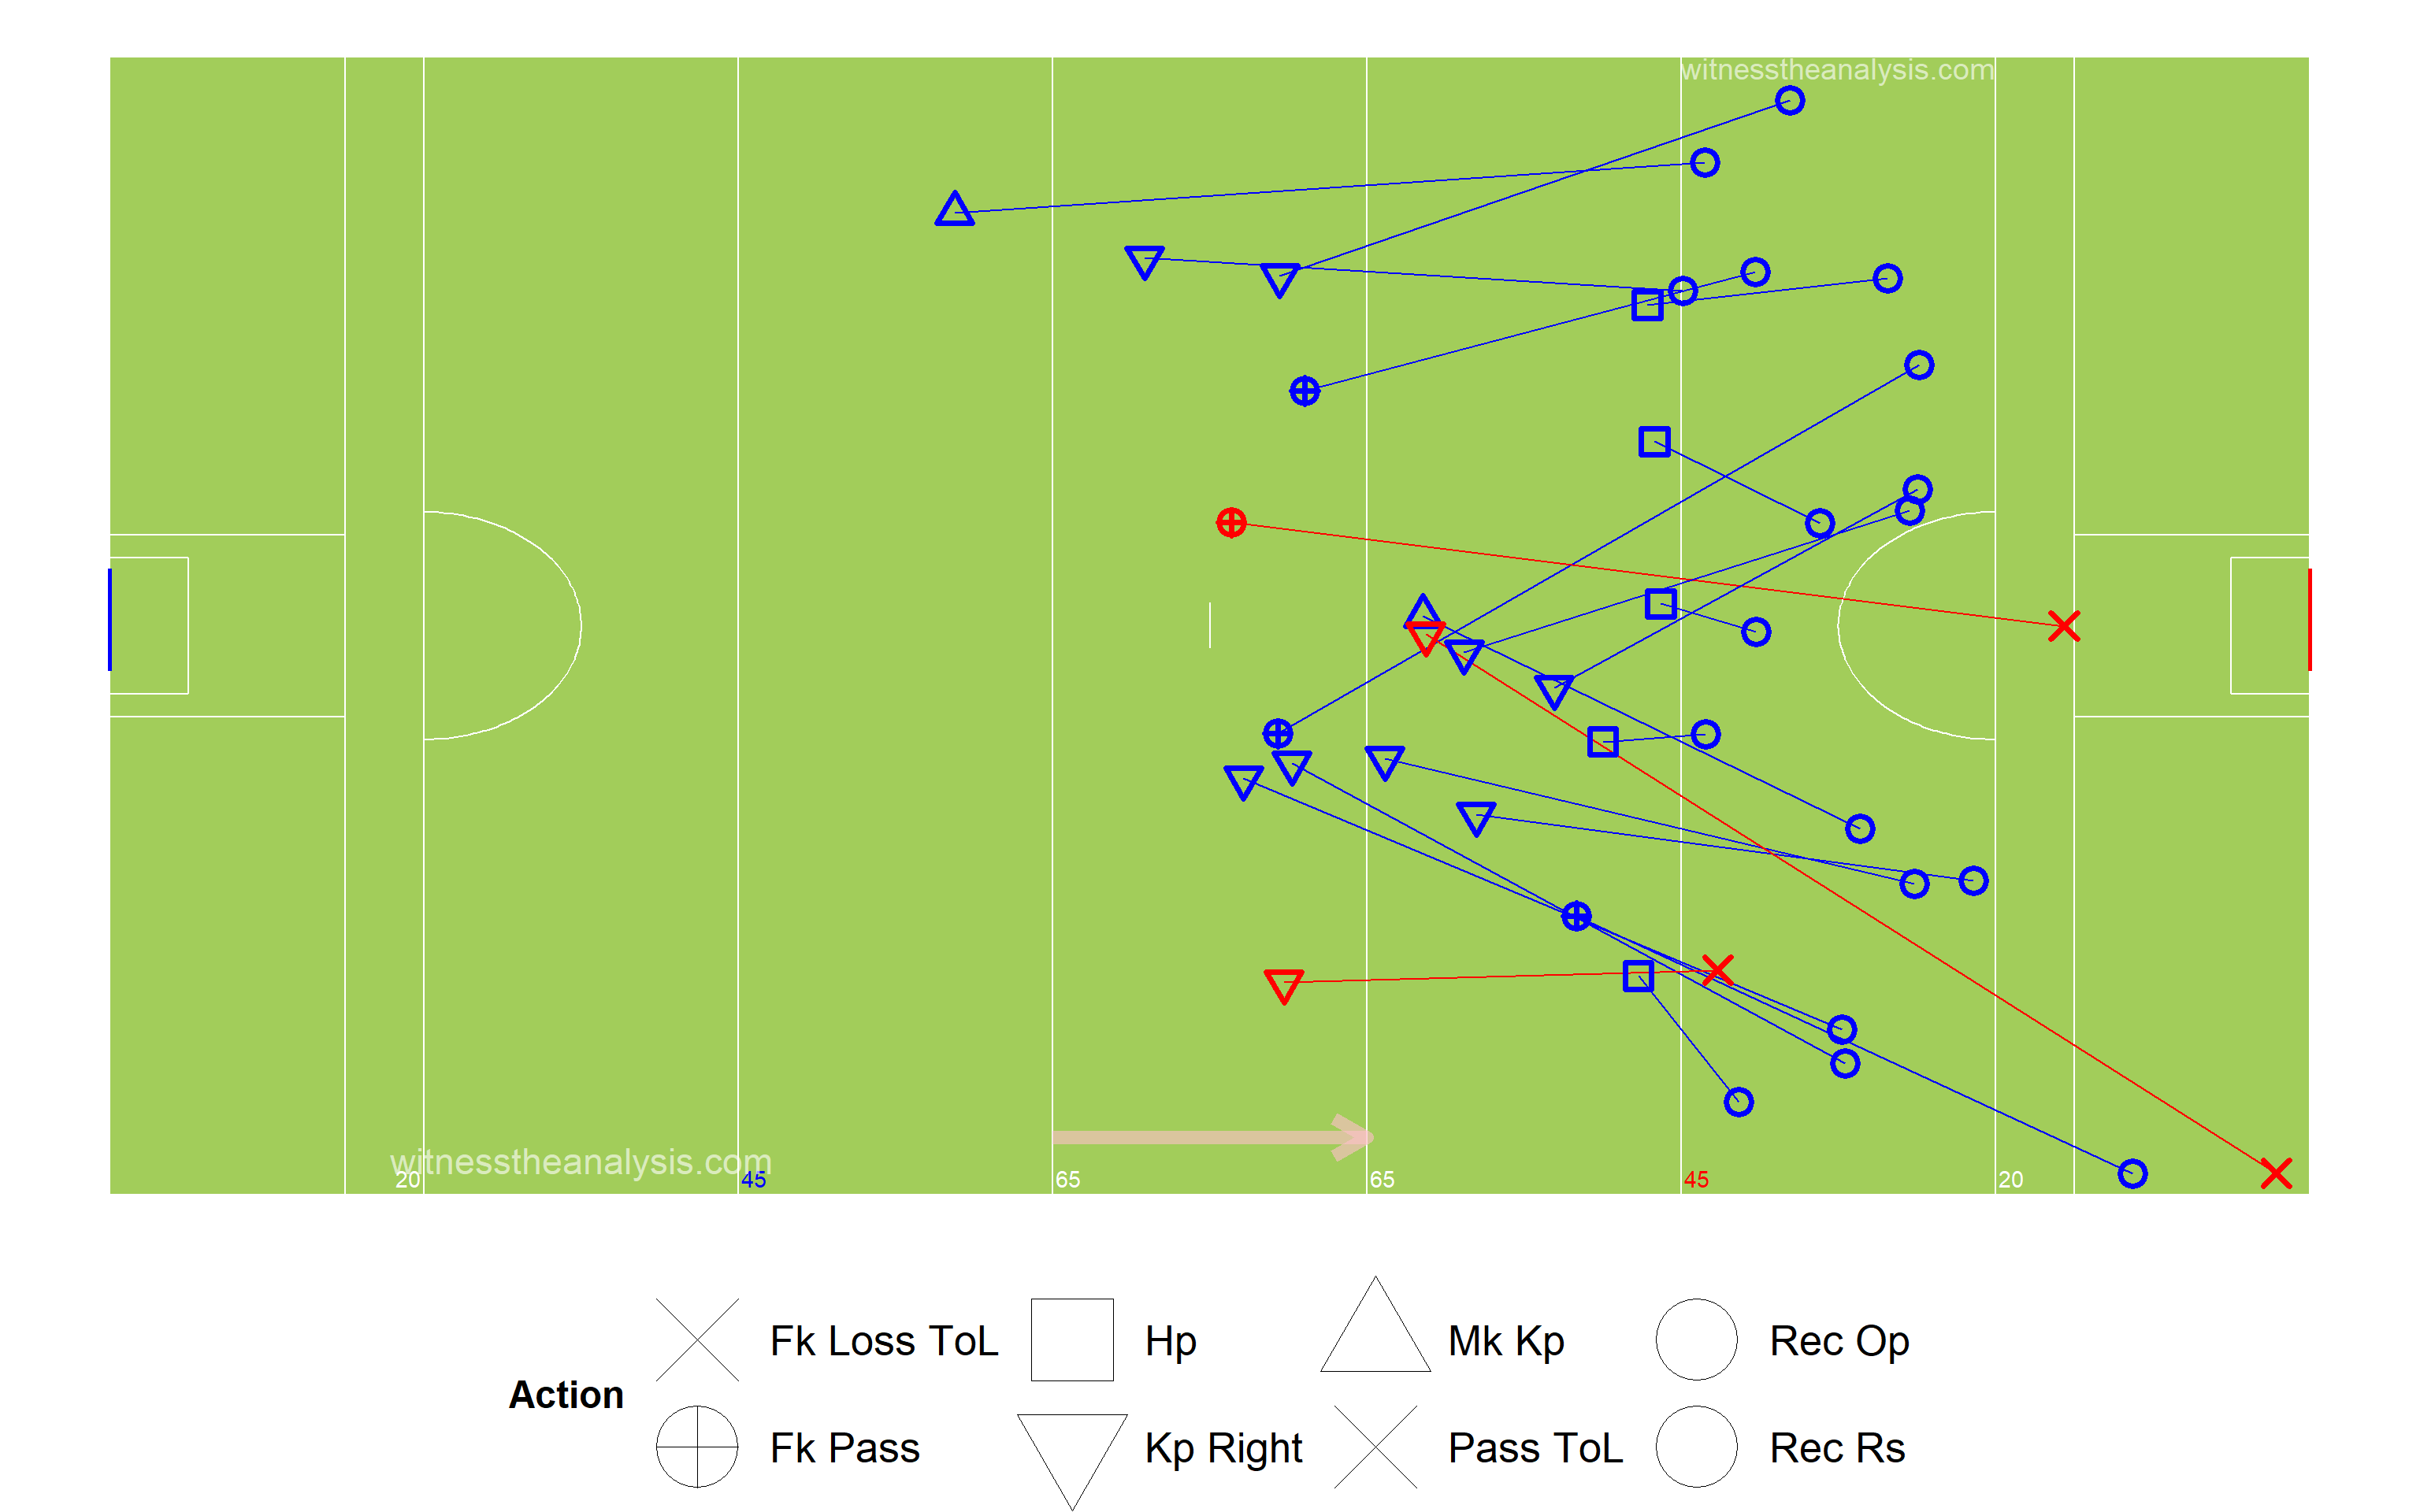 witnesstheanalysis.com
witnesstheanalysis.com
20 45 65 65 45 20
Action
Fk Loss ToL Hp Mk Kp Rec Op
Fk Pass Kp Right Pass ToL Rec Rs